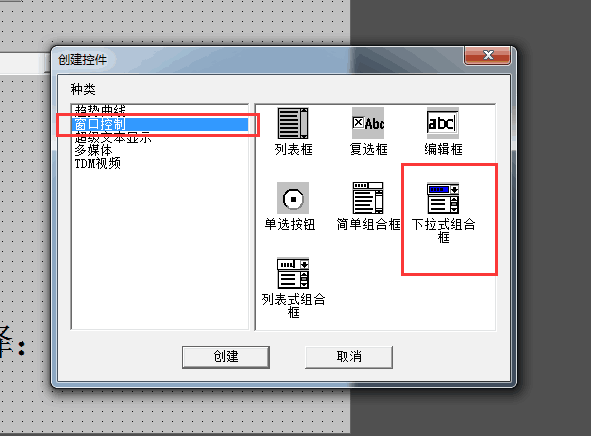 创建控件
种类
趋势曲线
窗口控制
超级文本显示
多媒体
TDM视频
列表框
复选框
编辑框
单选按钮
简单组合框
下拉式组合
框
列表式组合
框
择：
创建
取消